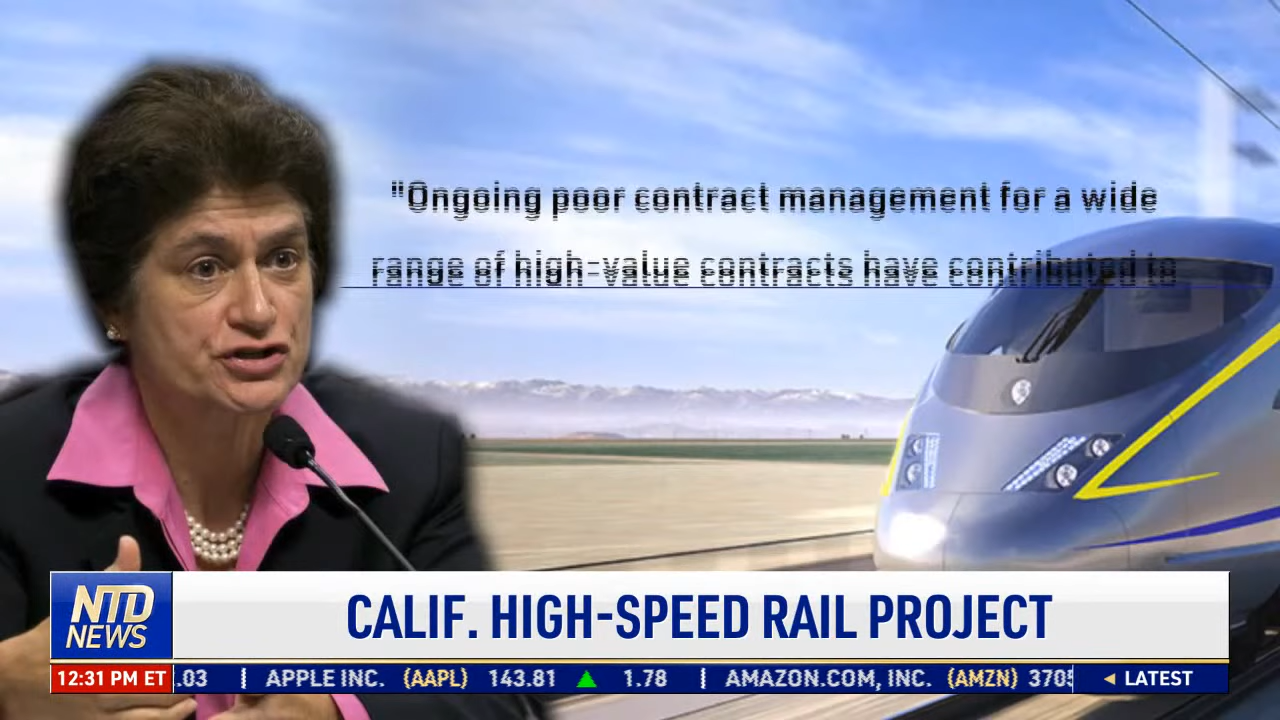 "Ongoing poor contract management for a wide
range of high-value contracts have contributed to
NTD
NEWS
CALIF. HIGH-SPEED RAIL PROJECT
12:31 PM ET .03 APPLE INC. (AAPL) 143.81 ▲ 1.78 AMAZON.COM, INC. (AMZN) 3705 ◄ LATEST